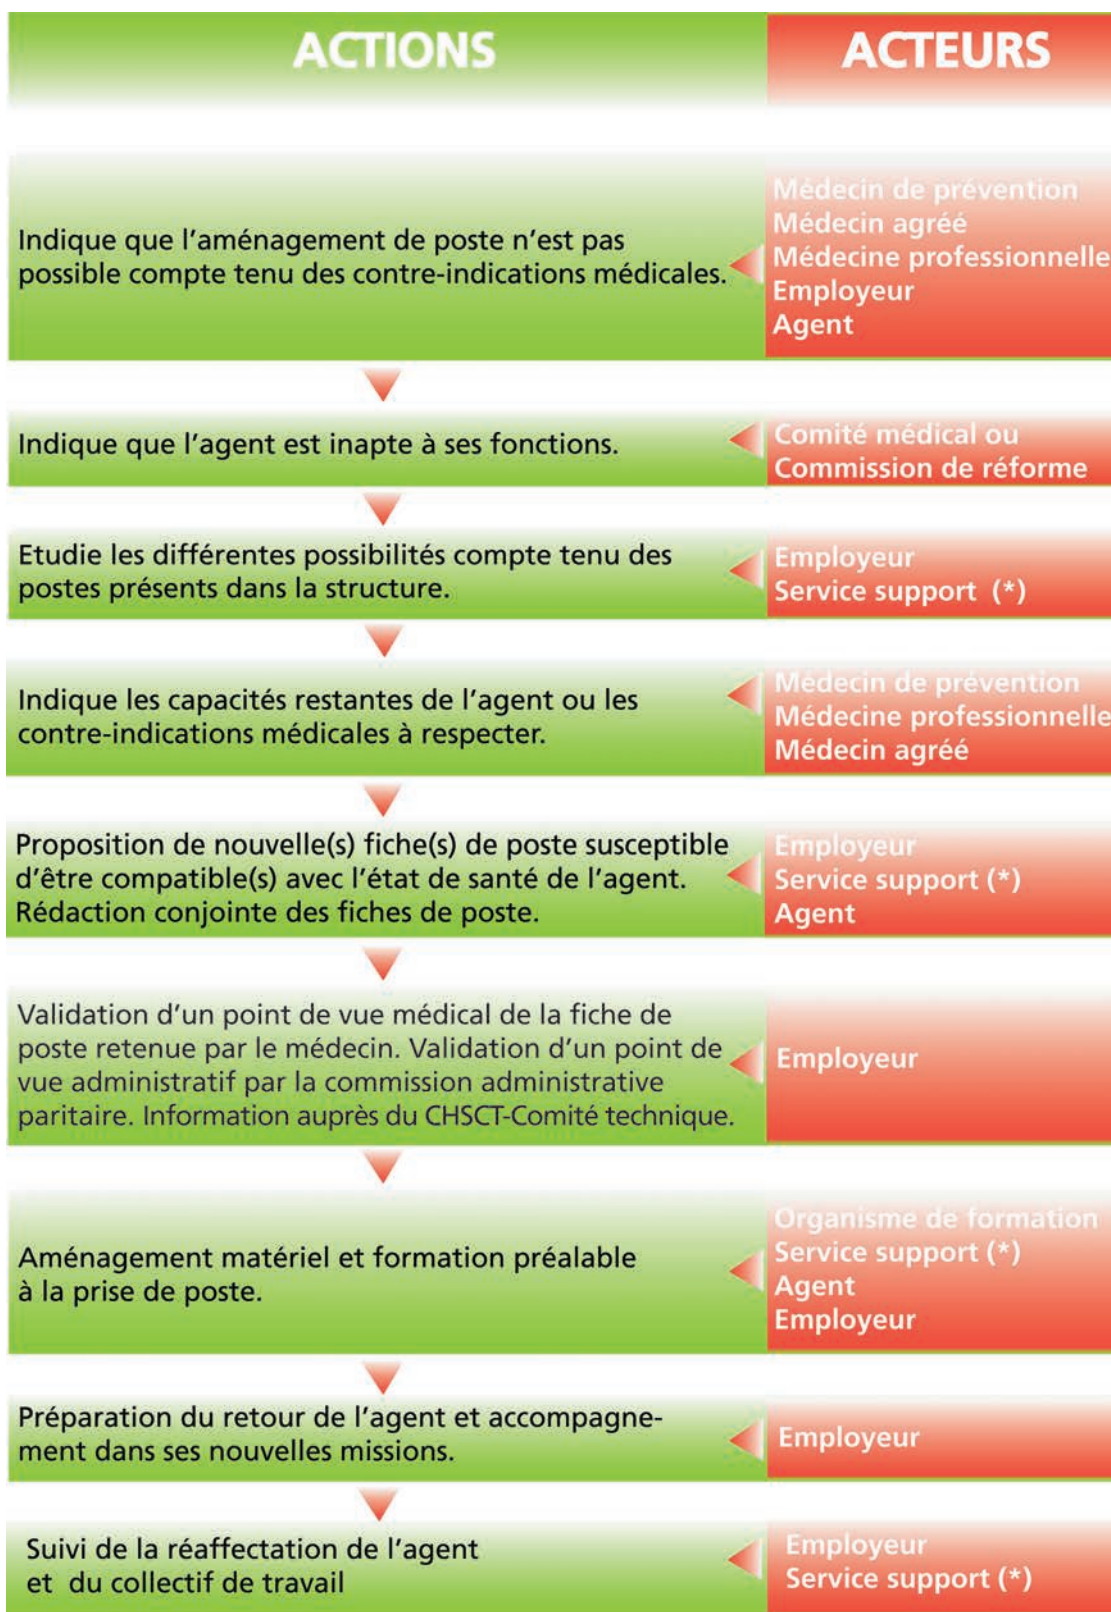 ACTIONS
ACTEURS
Indique que l’aménagement de poste n’est pas
possible compte tenu des contre-indications médicales.
Médecin de prévention
Médecin agréé
Médecine professionnelle
Employeur
Agent
Indique que l’agent est inapte à ses fonctions.
Comité médical ou
Commission de réforme
Etudie les différentes possibilités compte tenu des
postes présents dans la structure.
Employeur
Service support (*)
Indique les capacités restantes de l’agent ou les
contre-indications médicales à respecter.
Médecin de prévention
Médecine professionnelle
Médecin agréé
Proposition de nouvelle(s) fiche(s) de poste susceptible
d’être compatible(s) avec l’état de santé de l’agent.
Rédaction conjointe des fiches de poste.
Employeur
Service support (*)
Agent
Validation d’un point de vue médical de la fiche de
poste retenue par le médecin. Validation d’un point de
vue administratif par la commission administrative
paritaire. Information auprès du CHSCT-Comité technique.
Employeur
Aménagement matériel et formation préalable
à la prise de poste.
Organisme de formation
Service support (*)
Agent
Employeur
Préparation du retour de l’agent et accompagne-
ment dans ses nouvelles missions.
Employeur
Suivi de la réaffectation de l’agent
et du collectif de travail
Employeur
Service support (*)